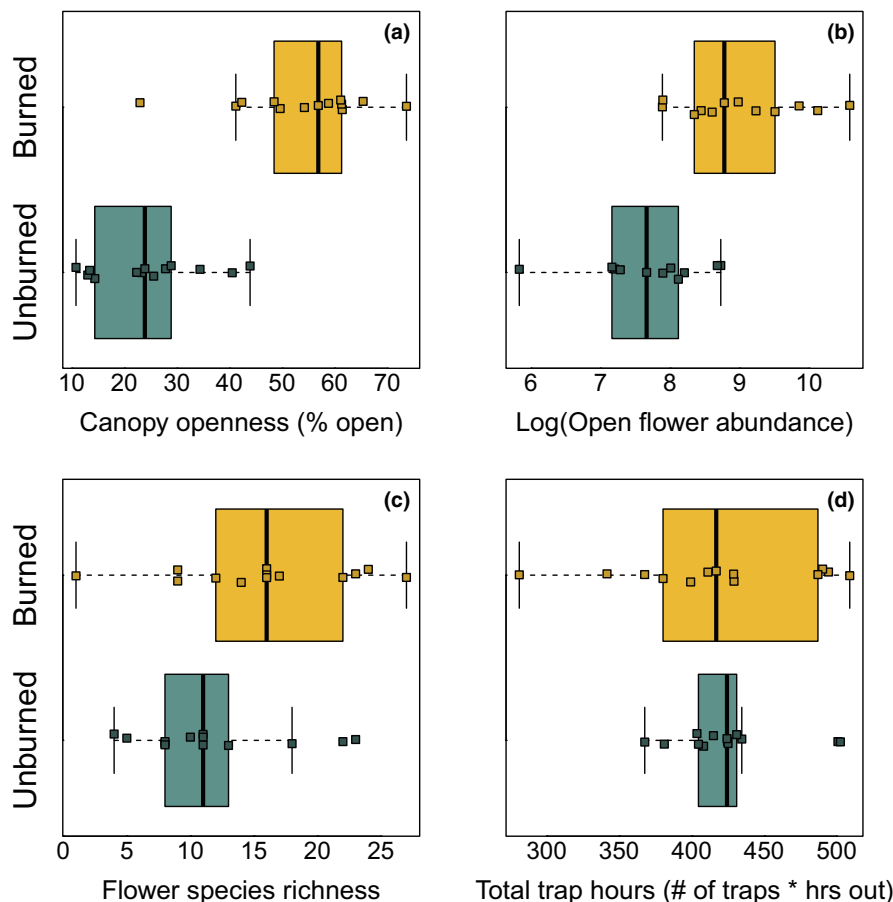 (a)
Burned
Unburned
10 20 30 40 50 60 70
Canopy openness (% open)
(b)
6 7 8 9 10
Log(Open flower abundance)
(c)
Burned
Unburned
0 5 10 15 20 25
Flower species richness
(d)
300 350 400 450 500
Total trap hours (# of traps * hrs out)